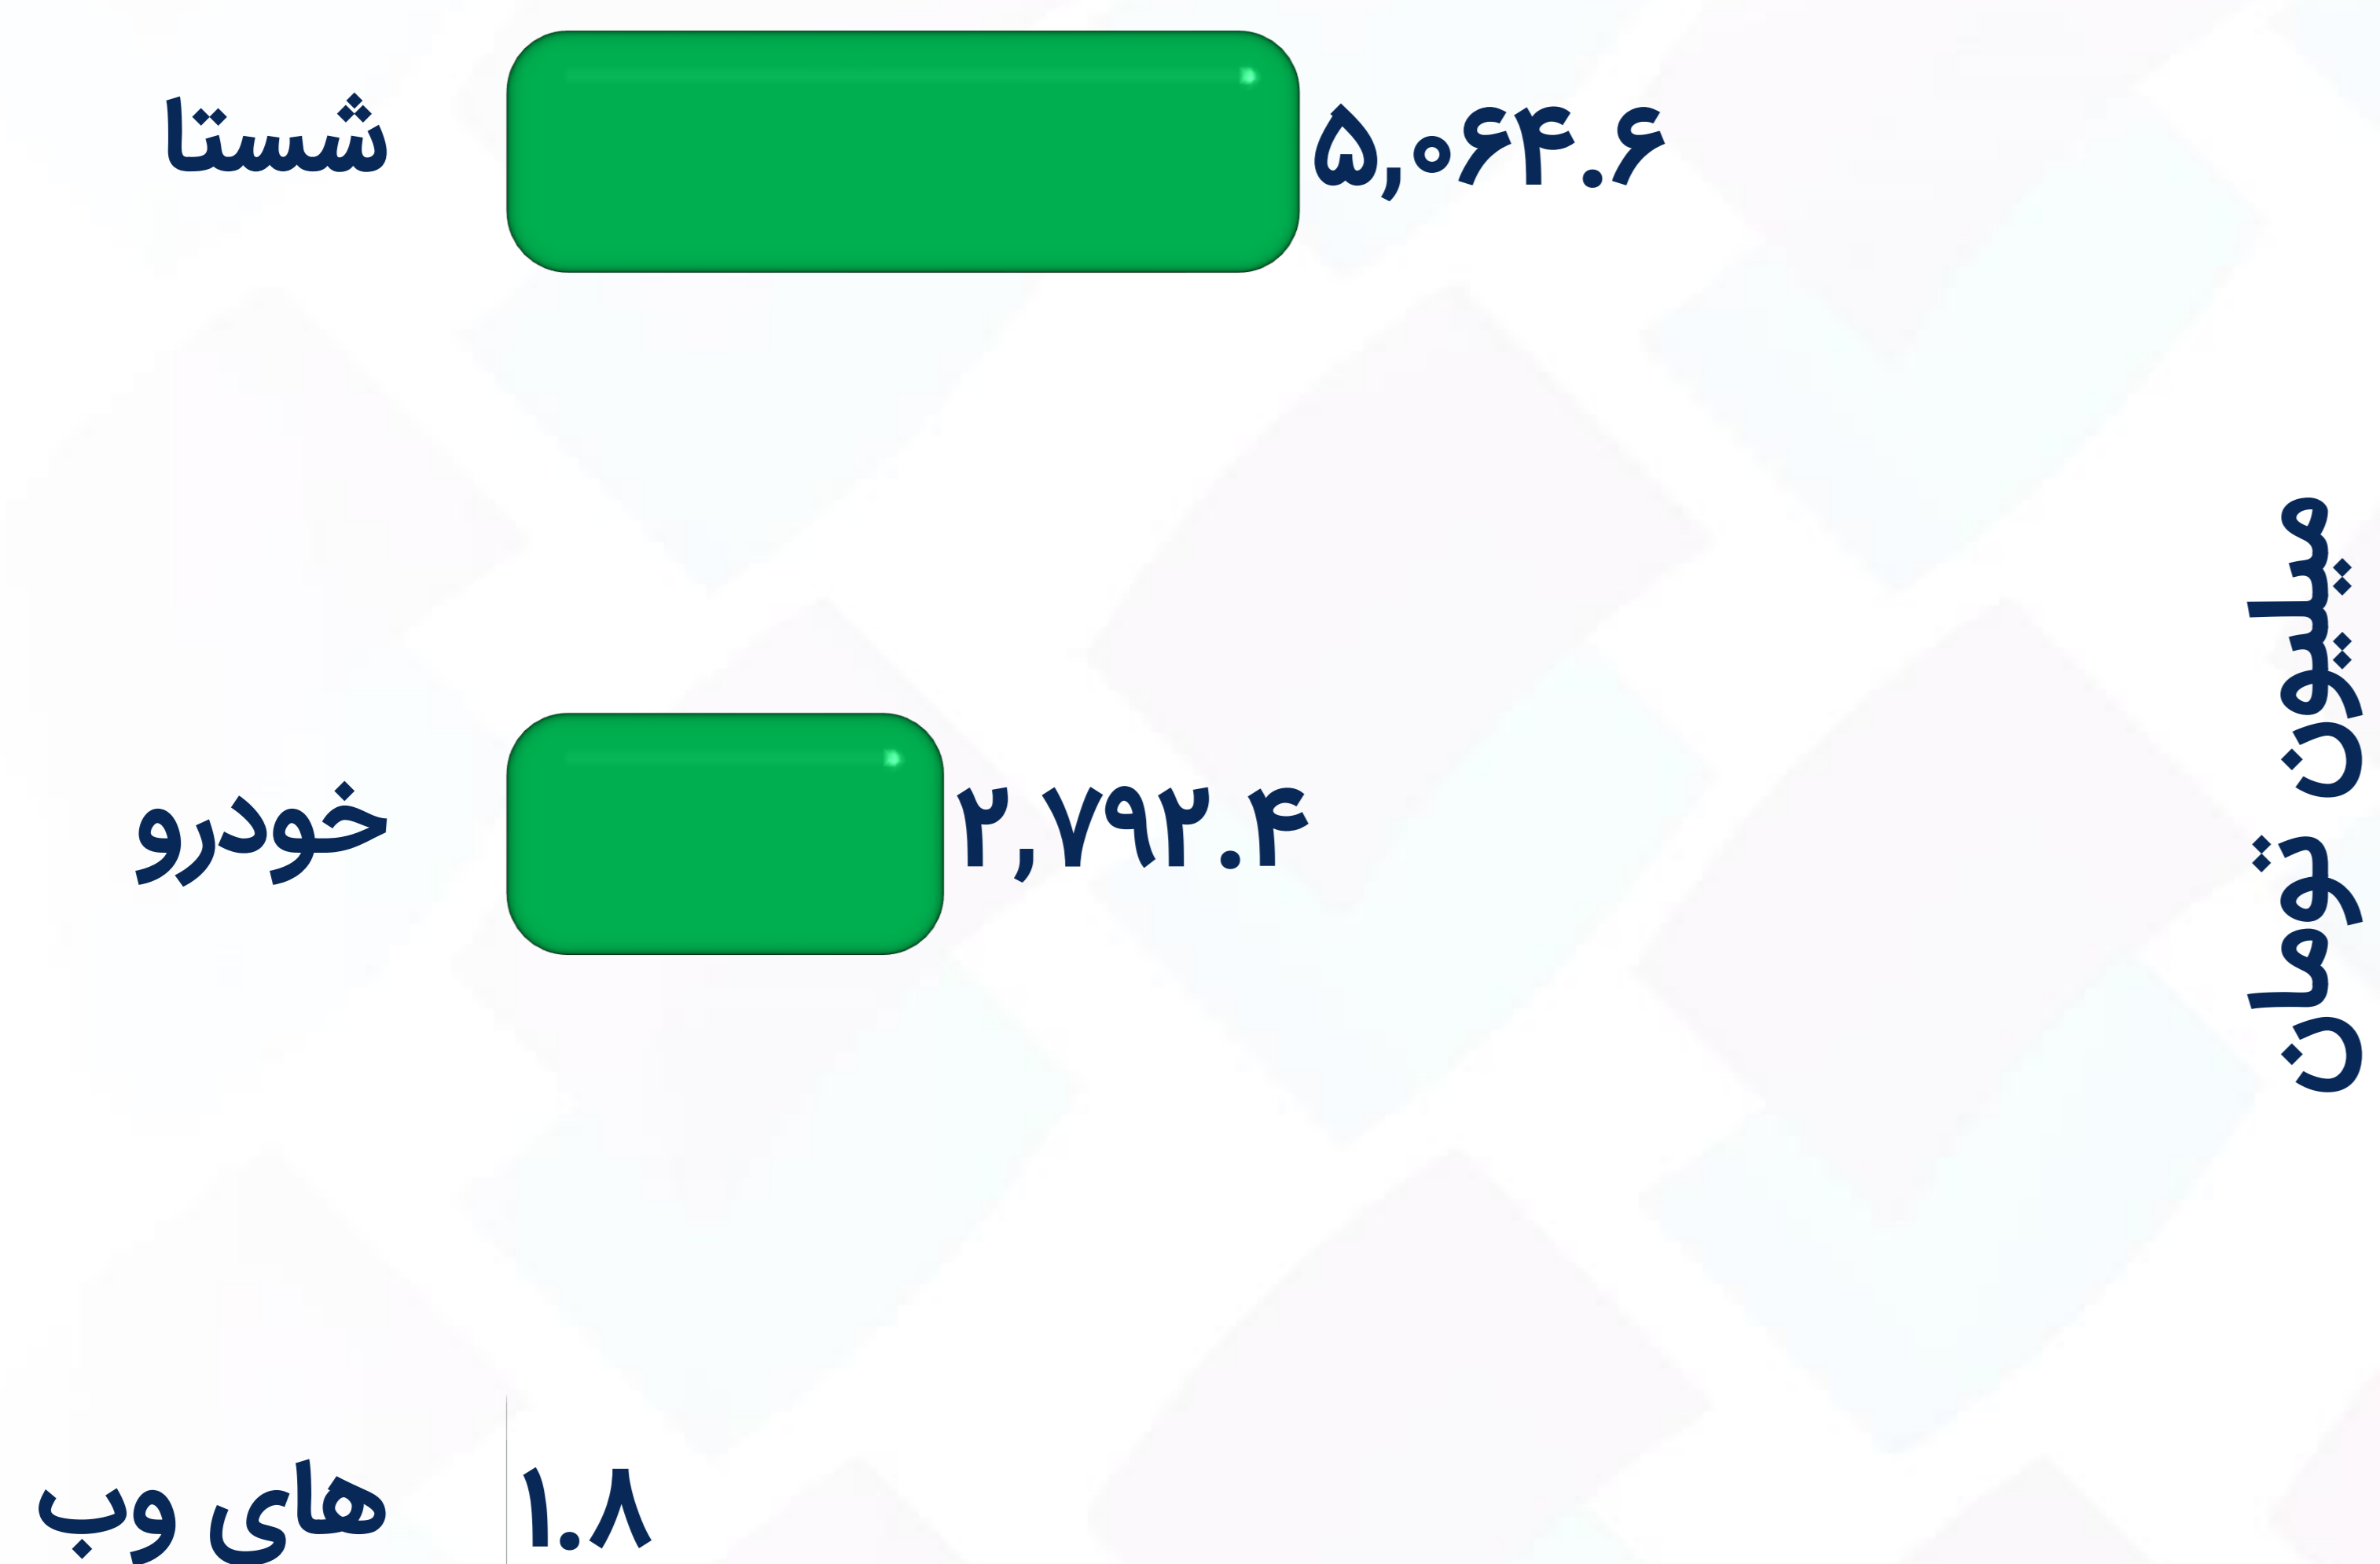 شستا ۵,۰۶۴.۶
خودرو ۲,۷۹۲.۴
های وب ۱.۸
میلیون تومان